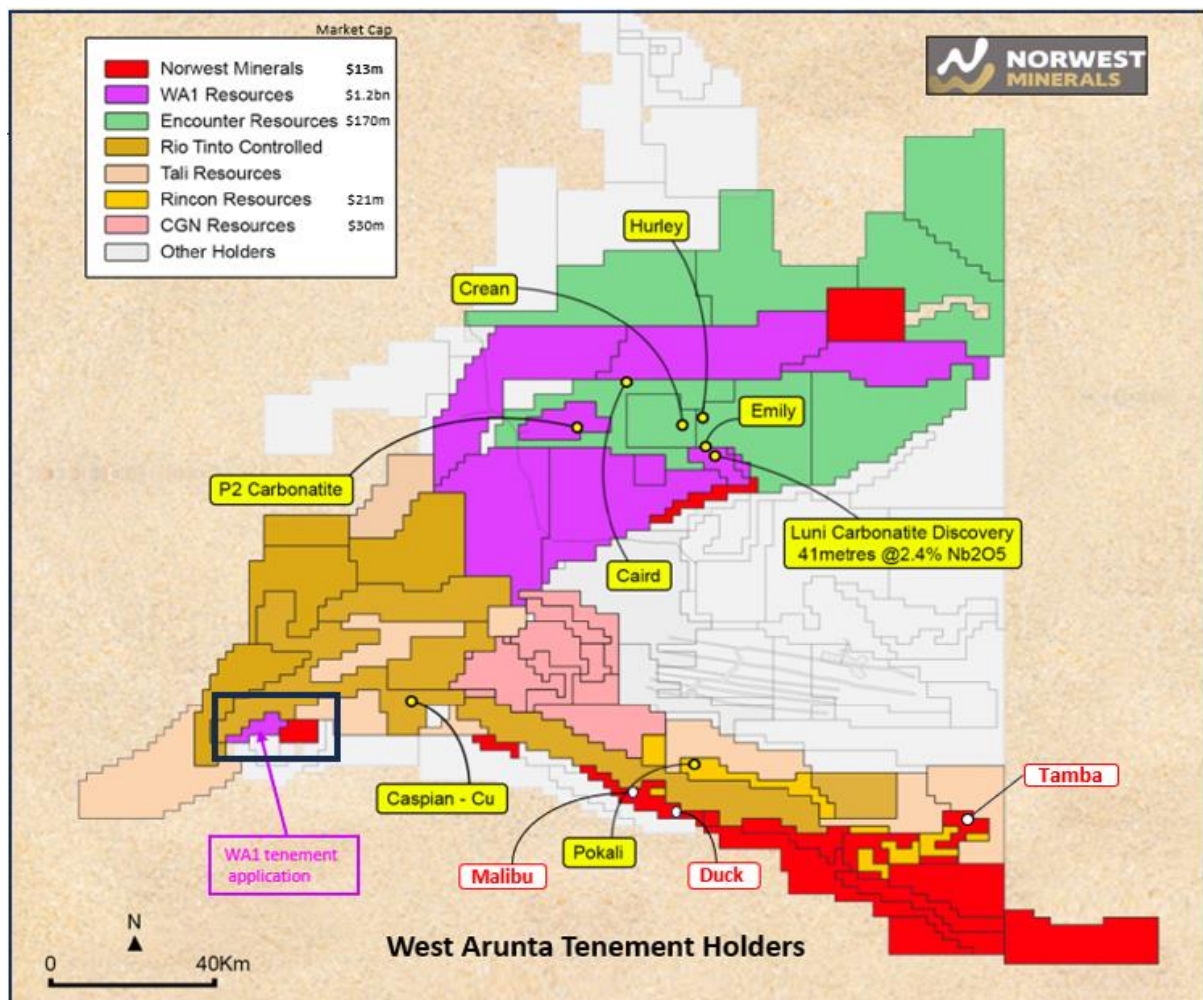 Market Cap
Norwest Minerals $13m
WA1 Resources $1.2bn
Encounter Resources $170m
Rio Tinto Controlled
Tali Resources
Rincon Resources $21m
CGN Resources $30m
Other Holders
NORWEST
MINERALS
Hurley
Crean
Emily
P2 Carbonatite
Luni Carbonatite Discovery
41metres @2.4% Nb2O5
Caird
Caspian - Cu
Tamba
WA1 tenement
application
Malibu
Pokali
Duck
N
West Arunta Tenement Holders
0 40Km